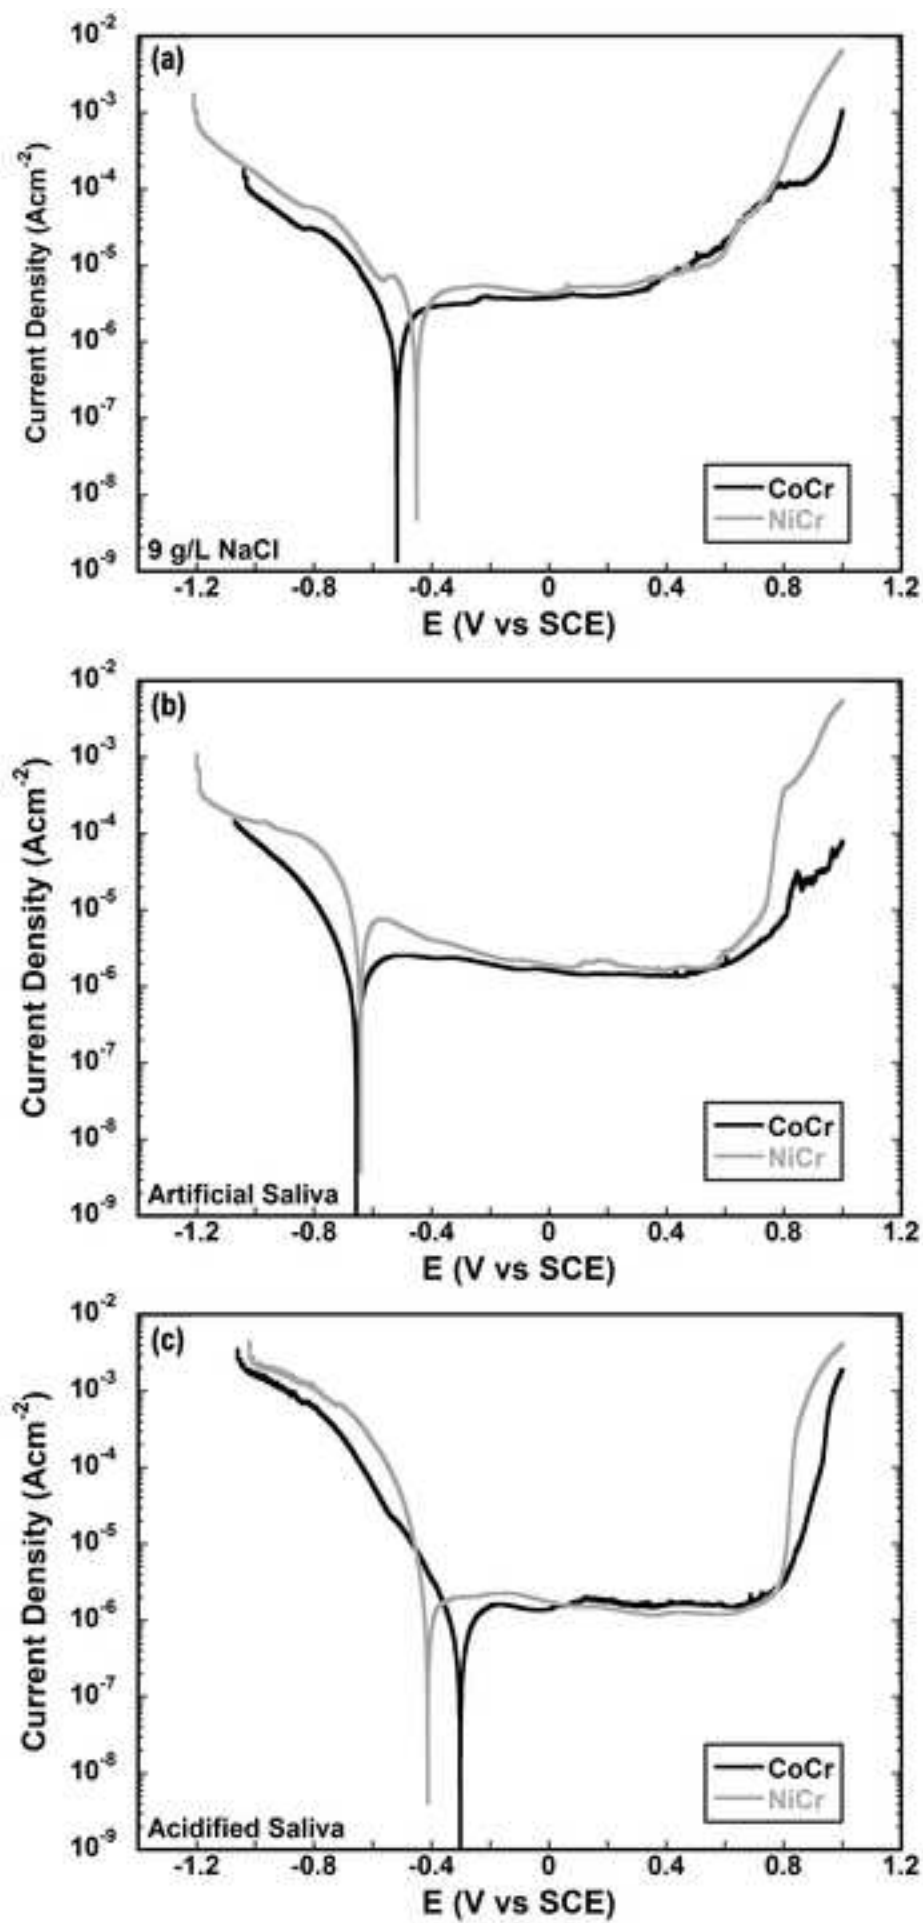 (a)
10-2
10-3
10-4
10-5
10-6
10-7
10-8
10-9
Current Density (Acm-2)
CoCr
NiCr
9 g/L NaCl
-1.2 -0.8 -0.4 0 0.4 0.8 1.2
E (V vs SCE)
(b)
10-2
10-3
10-4
10-5
10-6
10-7
10-8
10-9
Current Density (Acm-2)
CoCr
NiCr
Artificial Saliva
-1.2 -0.8 -0.4 0 0.4 0.8 1.2
E (V vs SCE)
(c)
10-2
10-3
10-4
10-5
10-6
10-7
10-8
10-9
Current Density (Acm-2)
CoCr
NiCr
Acidified Saliva
-1.2 -0.8 -0.4 0 0.4 0.8 1.2
E (V vs SCE)